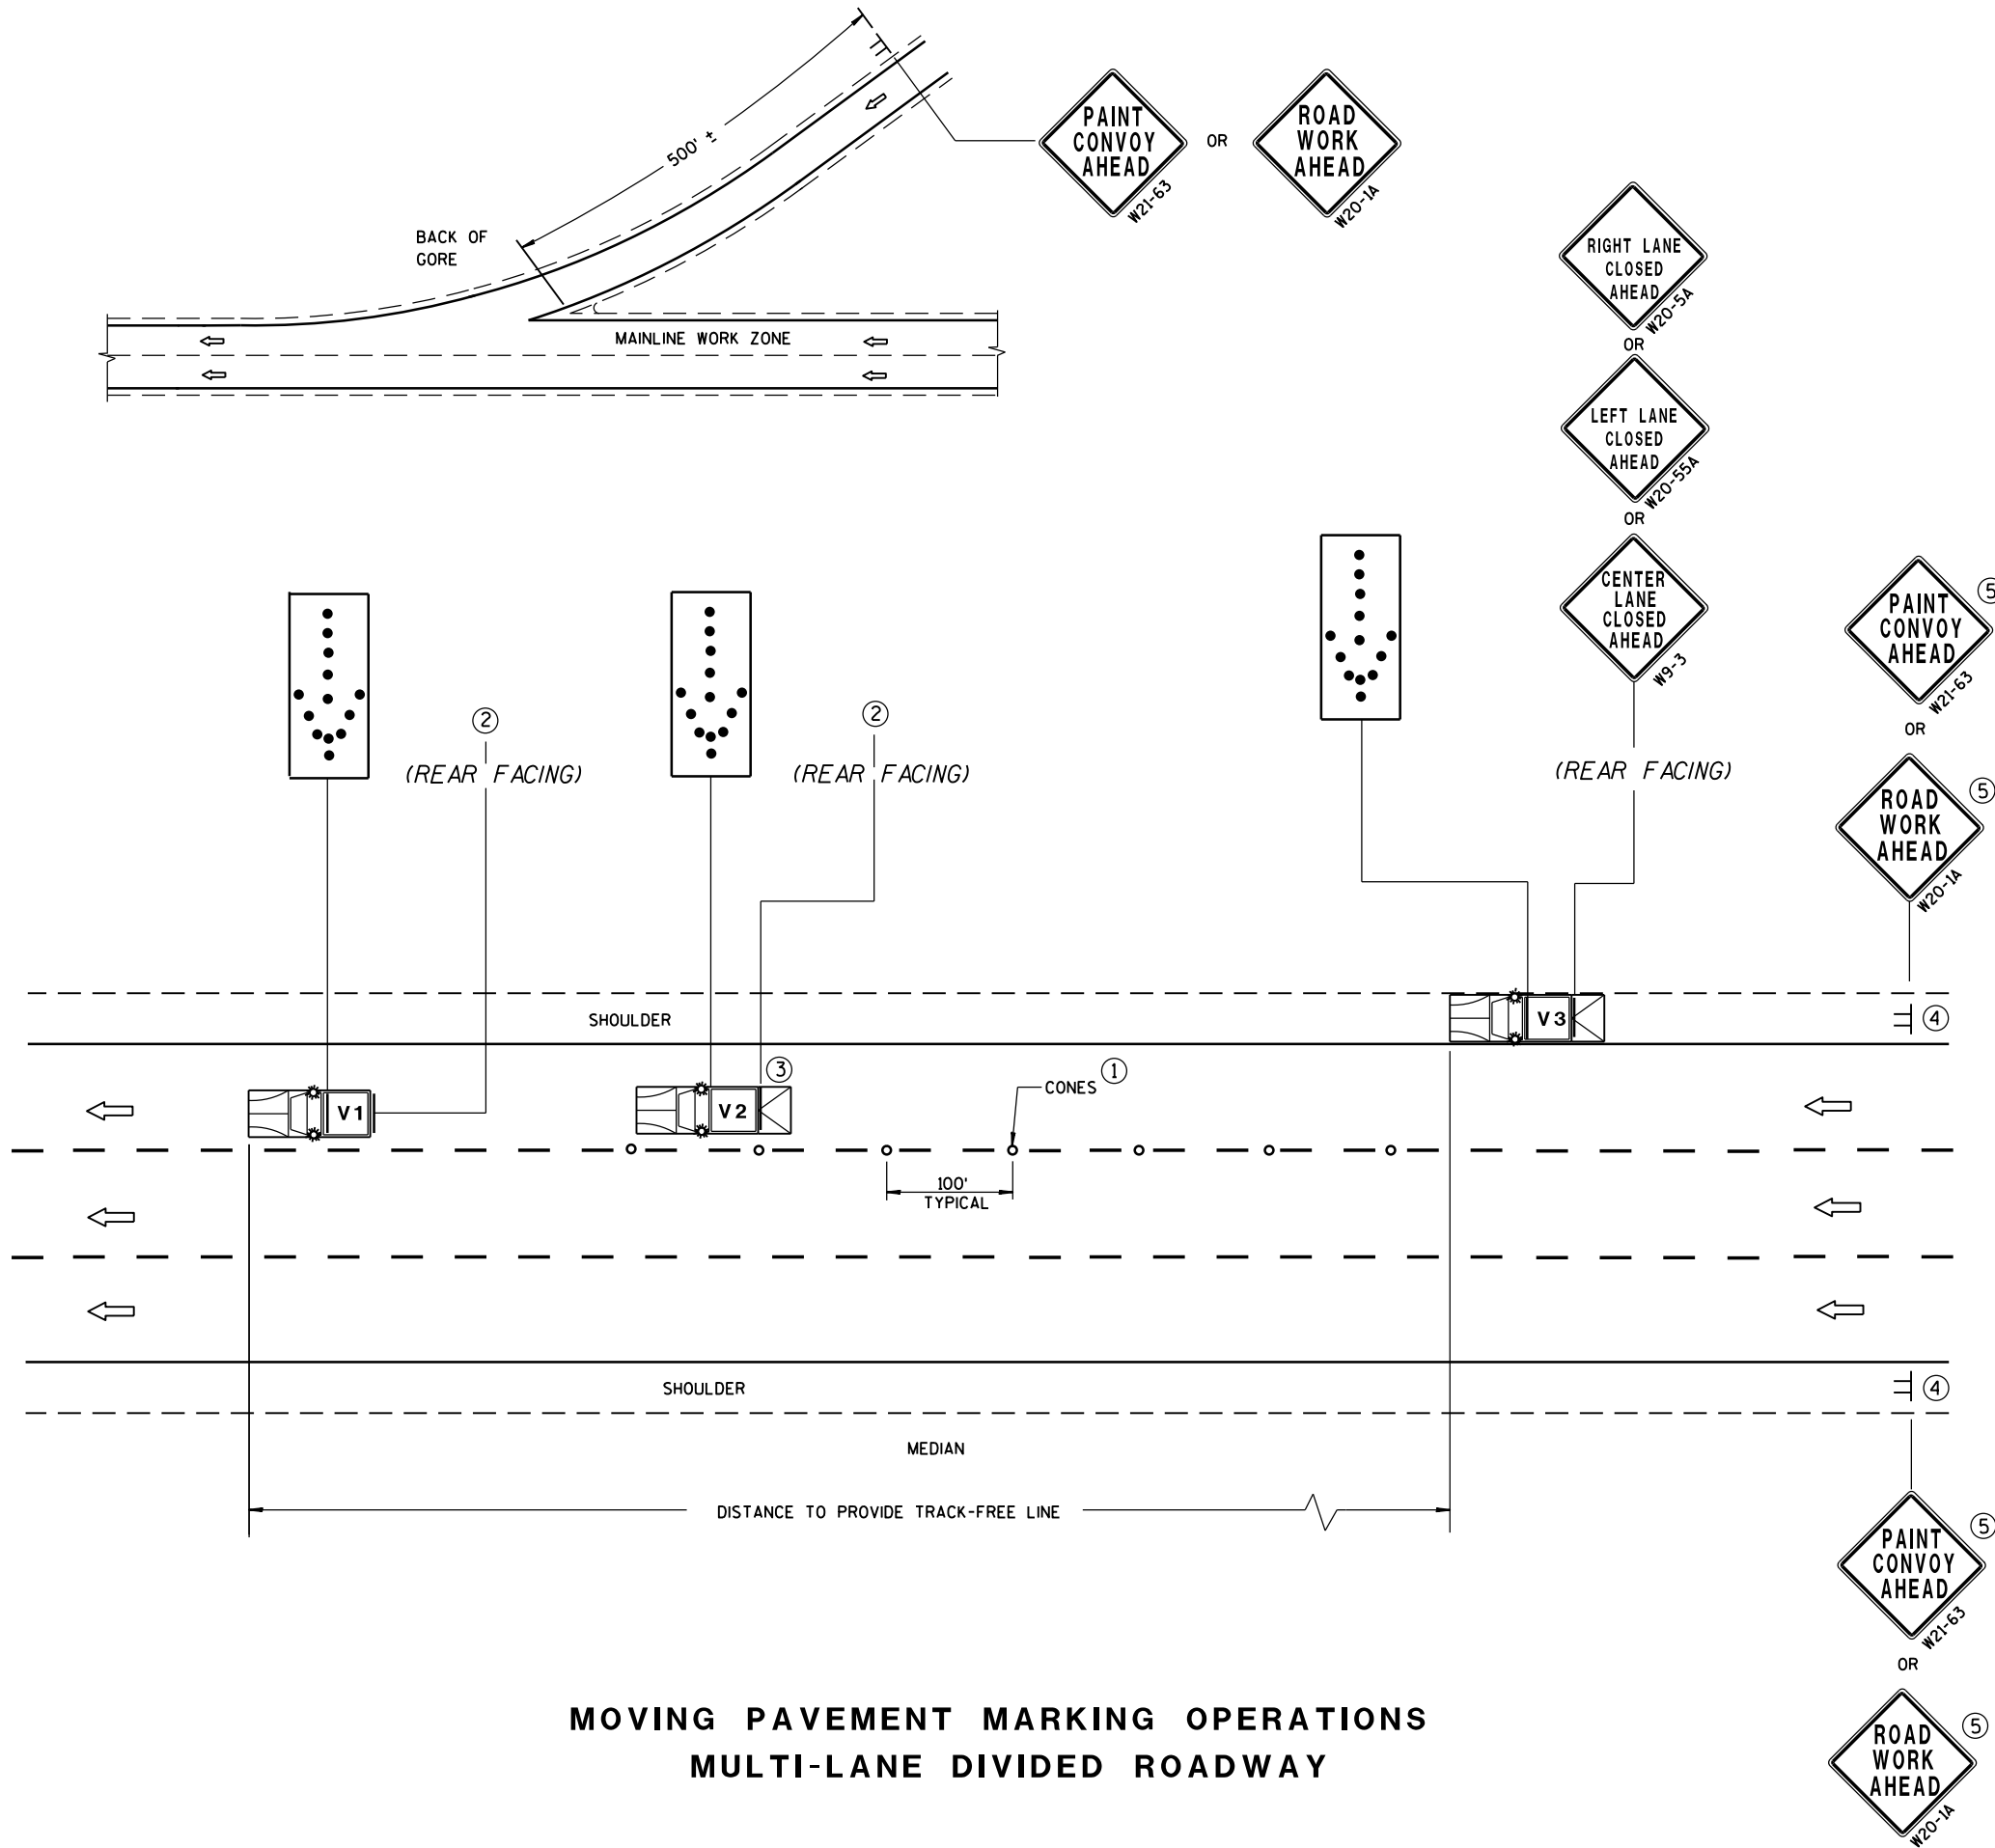 500' ±
PAINT
CONVOY
AHEAD
W21-63
OR
ROAD
WORK
AHEAD
W20-1A
BACK OF
GORE
MAINLINE WORK ZONE
RIGHT LANE
CLOSED
AHEAD
W20-5A
OR
LEFT LANE
CLOSED
AHEAD
W20-55A
OR
CENTER
LANE
CLOSED
AHEAD
W9-3
(REAR FACING)
PAINT
CONVOY
AHEAD
W21-63
5
OR
ROAD
WORK
AHEAD
W20-1A
5
2
(REAR FACING)
2
(REAR FACING)
SHOULDER
V3
4
V1
V2
3
CONES
1
100'
TYPICAL
SHOULDER
4
MEDIAN
DISTANCE TO PROVIDE TRACK-FREE LINE
PAINT
CONVOY
AHEAD
W21-63
5
OR
ROAD
WORK
AHEAD
W20-1A
5
MOVING PAVEMENT MARKING OPERATIONS
MULTI-LANE DIVIDED ROADWAY